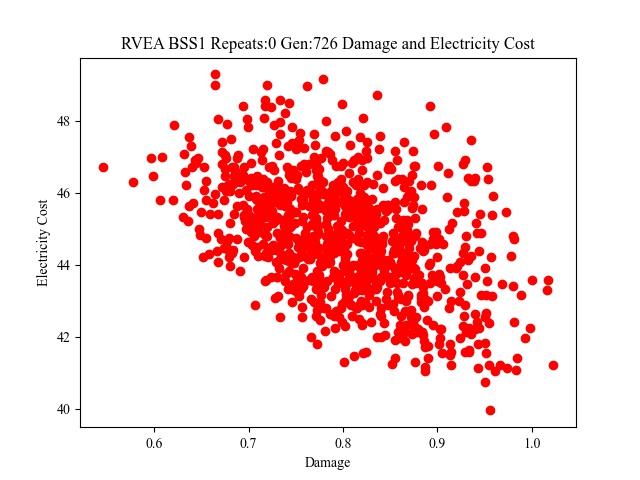 RVEA BSS1 Repeats:0 Gen:726 Damage and Electricity Cost
48
46
44
42
40
Electricity Cost
0.6 0.7 0.8 0.9 1.0
Damage